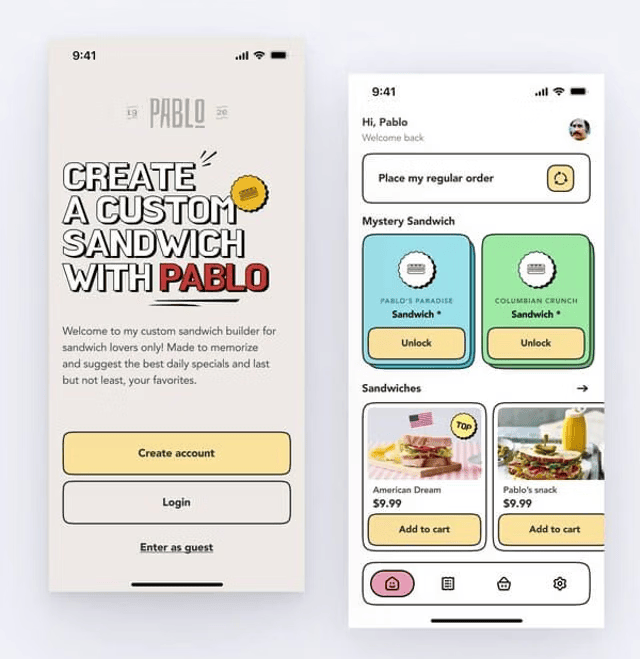 9:41
19 PABLO 20
CREATE
A CUSTOM
SANDWICH
WITH PABLO
Welcome to my custom sandwich builder for
sandwich lovers only! Made to memorize
and suggest the best daily specials and last
but not least, your favorites.
Create account
Login
Enter as guest
9:41
Hi, Pablo
Welcome back
Place my regular order
Mystery Sandwich
PABLO'S PARADISE
Sandwich *
Unlock
COLUMBIAN CRUNCH
Sandwich *
Unlock
Sandwiches →
TOP
American Dream
$9.99
Add to cart
Pablo's snack
$9.99
Add to cart